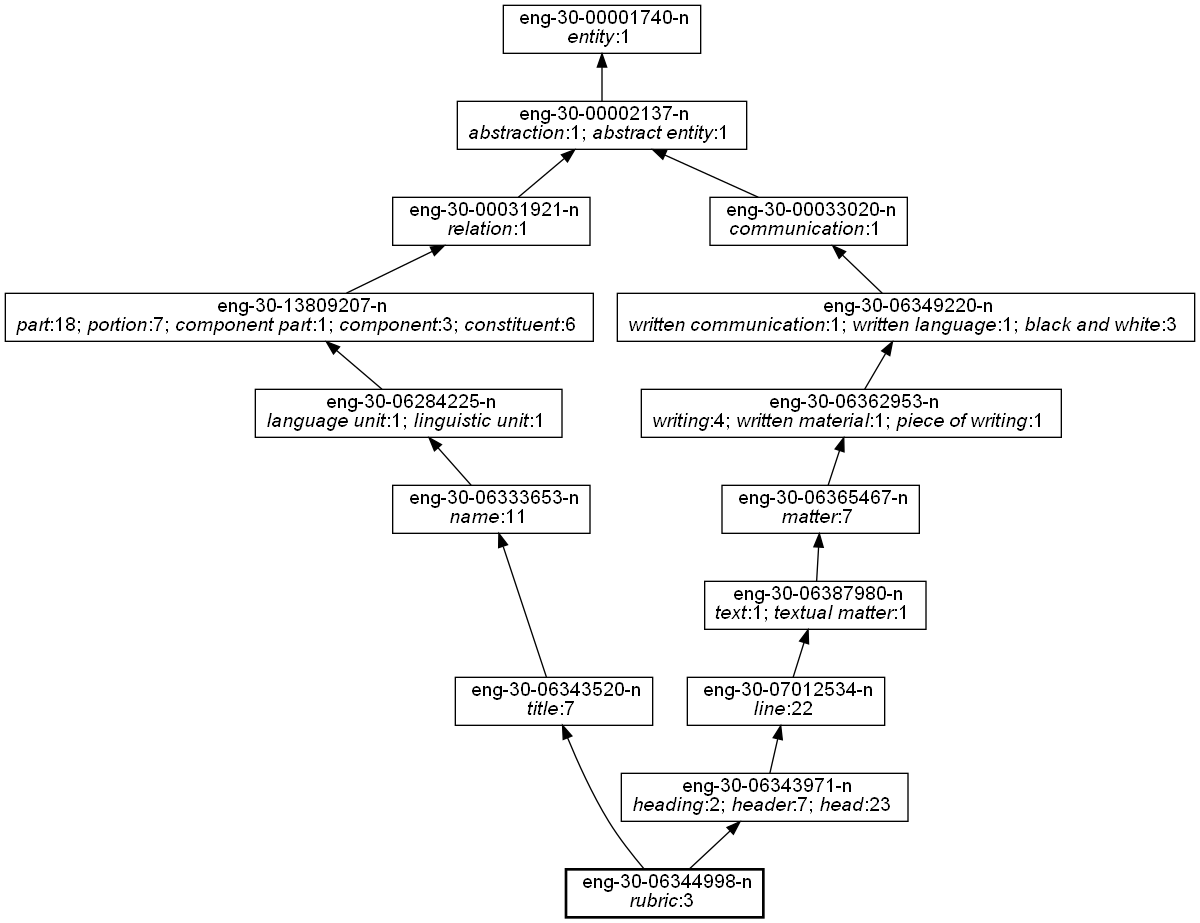 eng-30-00001740-n
entity:1
eng-30-00002137-n
abstraction:1; abstract entity:1
eng-30-00031921-n
relation:1
eng-30-00033020-n
communication:1
eng-30-13809207-n
part:18; portion:7; component part:1; component:3; constituent:6
eng-30-06349220-n
written communication:1; written language:1; black and white:3
eng-30-06284225-n
language unit:1; linguistic unit:1
eng-30-06362953-n
writing:4; written material:1; piece of writing:1
eng-30-06333653-n
name:11
eng-30-06365467-n
matter:7
eng-30-06387980-n
text:1; textual matter:1
eng-30-06343520-n
title:7
eng-30-07012534-n
line:22
eng-30-06343971-n
heading:2; header:7; head:23
eng-30-06344998-n
rubric:3